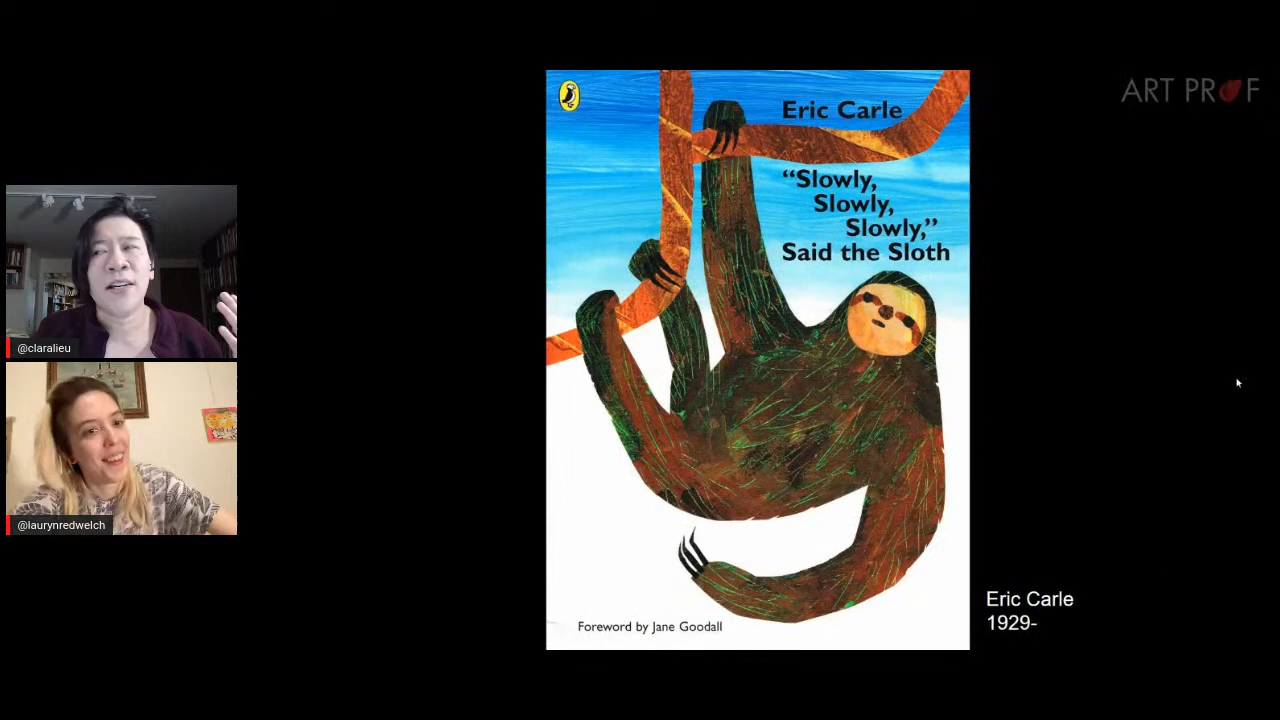 ART PROF
Eric Carle
“Slowly,
Slowly,
Slowly,”
Said the Sloth
Foreword by Jane Goodall
@claralieu
@laurynredwelch
Eric Carle
1929-